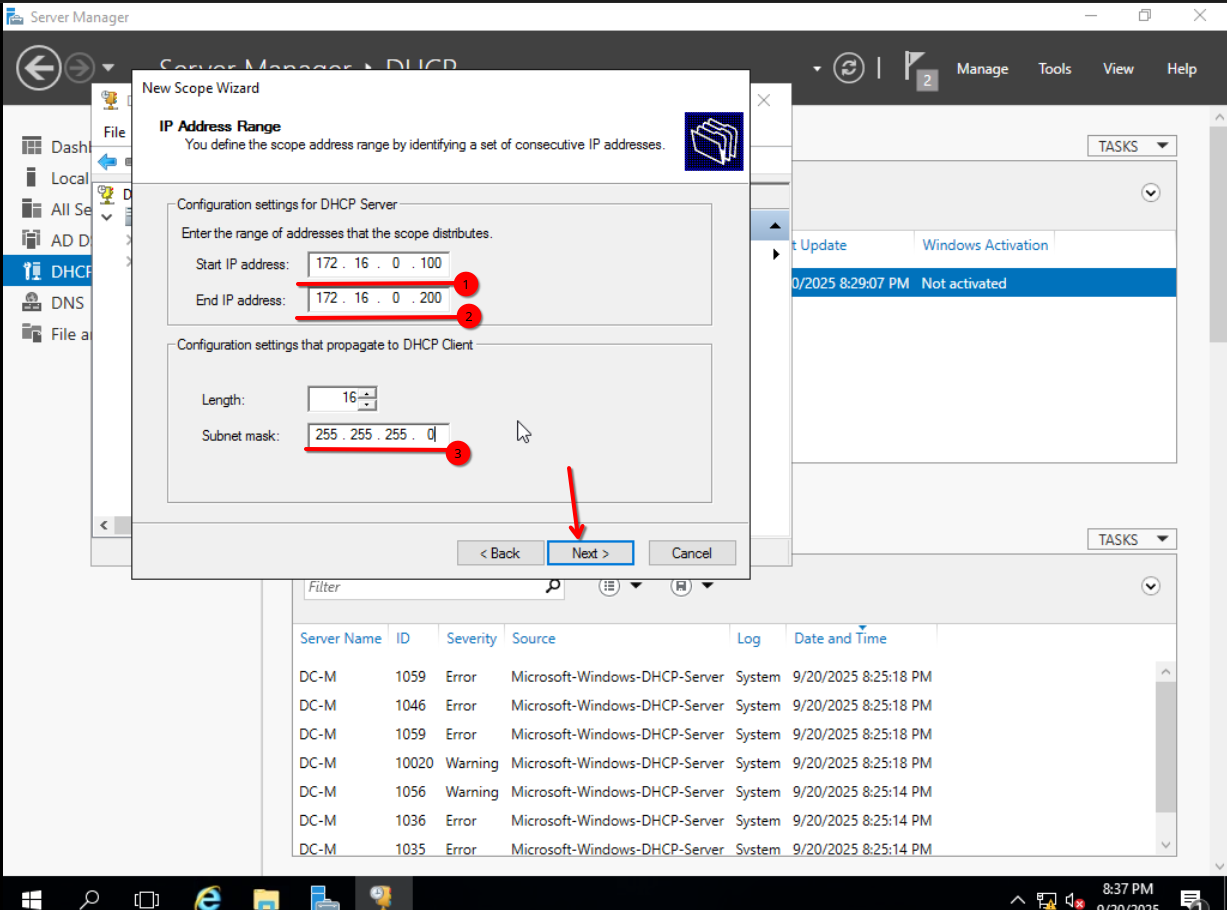 Server Manager
Server Manager • DHCP
2
Manage
Tools
View
Help
New Scope Wizard
IP Address Range
You define the scope address range by identifying a set of consecutive IP addresses.
File
Dash
Local
All Se
AD D
DHCP
DNS
File a
D
TASKS
Configuration settings for DHCP Server
Enter the range of addresses that the scope distributes.
Start IP address: 172 . 16 . 0 . 100
1
End IP address: 172 . 16 . 0 . 200
2
Configuration settings that propagate to DHCP Client
Length: 16
Subnet mask: 255 . 255 . 255 . 0
3
< Back
Next >
Cancel
t Update Windows Activation
0/2025 8:29:07 PM Not activated
TASKS
Filter
Server Name ID Severity Source Log Date and Time
DC-M 1059 Error Microsoft-Windows-DHCP-Server System 9/20/2025 8:25:18 PM
DC-M 1046 Error Microsoft-Windows-DHCP-Server System 9/20/2025 8:25:18 PM
DC-M 1059 Error Microsoft-Windows-DHCP-Server System 9/20/2025 8:25:18 PM
DC-M 10020 Warning Microsoft-Windows-DHCP-Server System 9/20/2025 8:25:18 PM
DC-M 1056 Warning Microsoft-Windows-DHCP-Server System 9/20/2025 8:25:14 PM
DC-M 1036 Error Microsoft-Windows-DHCP-Server System 9/20/2025 8:25:14 PM
DC-M 1035 Error Microsoft-Windows-DHCP-Server System 9/20/2025 8:25:14 PM
8:37 PM
9/20/2025
1